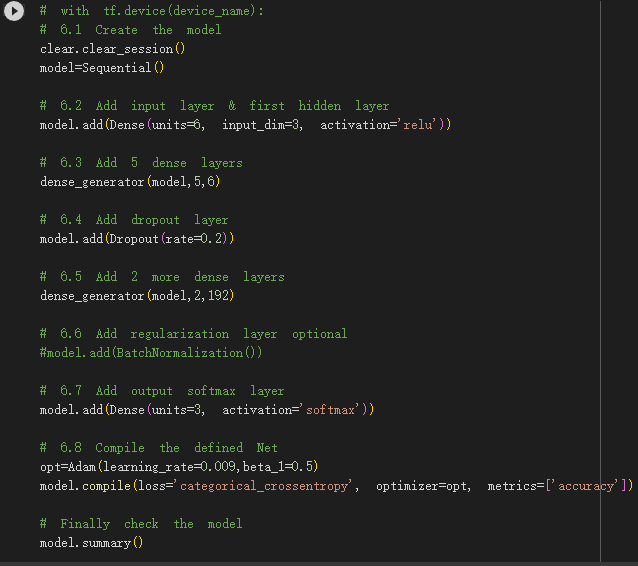 # with tf.device(device_name):
# 6.1 Create the model
clear.clear_session()
model=Sequential()
# 6.2 Add input layer & first hidden layer
model.add(Dense(units=6, input_dim=3, activation='relu'))
# 6.3 Add 5 dense layers
dense_generator(model,5,6)
# 6.4 Add dropout layer
model.add(Dropout(rate=0.2))
# 6.5 Add 2 more dense layers
dense_generator(model,2,192)
# 6.6 Add regularization layer optional
#model.add(BatchNormalization())
# 6.7 Add output softmax layer
model.add(Dense(units=3, activation='softmax'))
# 6.8 Compile the defined Net
opt=Adam(learning_rate=0.009,beta_1=0.5)
model.compile(loss='categorical_crossentropy', optimizer=opt, metrics=['accuracy'])
# Finally check the model
model.summary()